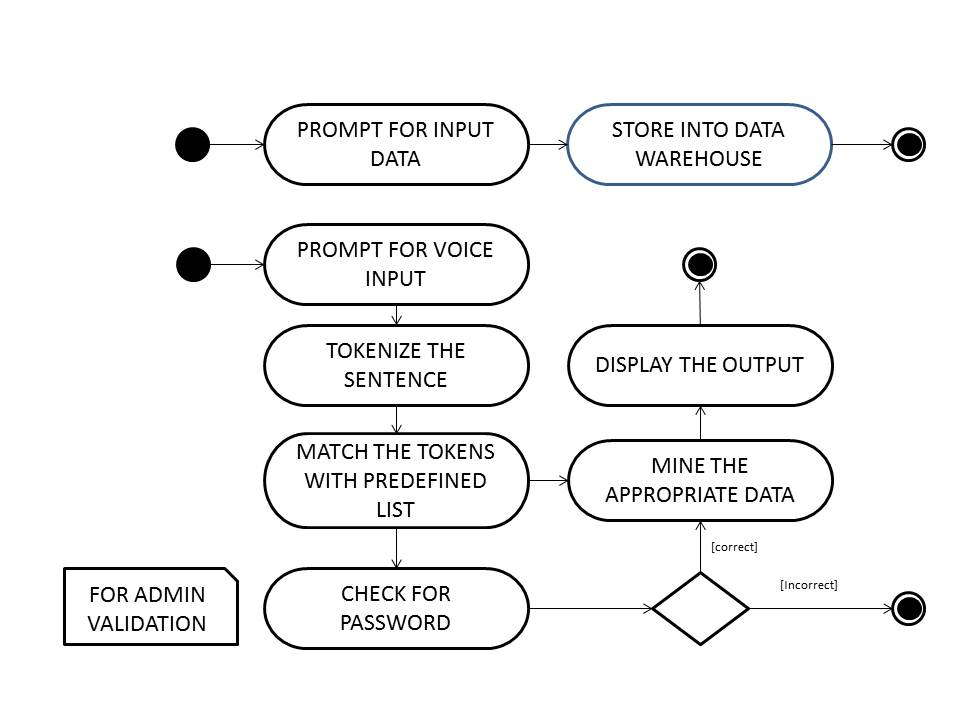 PROMPT FOR INPUT
DATA
STORE INTO DATA
WAREHOUSE
PROMPT FOR VOICE
INPUT
TOKENIZE THE
SENTENCE
DISPLAY THE OUTPUT
MATCH THE TOKENS
WITH PREDEFINED
LIST
MINE THE
APPROPRIATE DATA
[correct]
[Incorrect]
FOR ADMIN
VALIDATION
CHECK FOR
PASSWORD